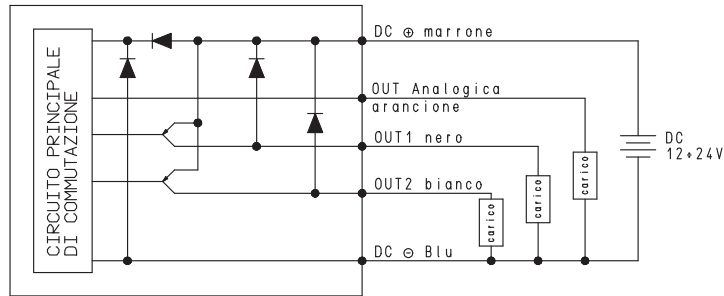 CIRCUITO PRINCIPALE
DI COMMUTAZIONE
DC ⊕ marrone
OUT Analogica
arancione
OUT1 nero
OUT2 bianco
DC ⊖ Blu
carico
carico
carico
DC
12÷24V